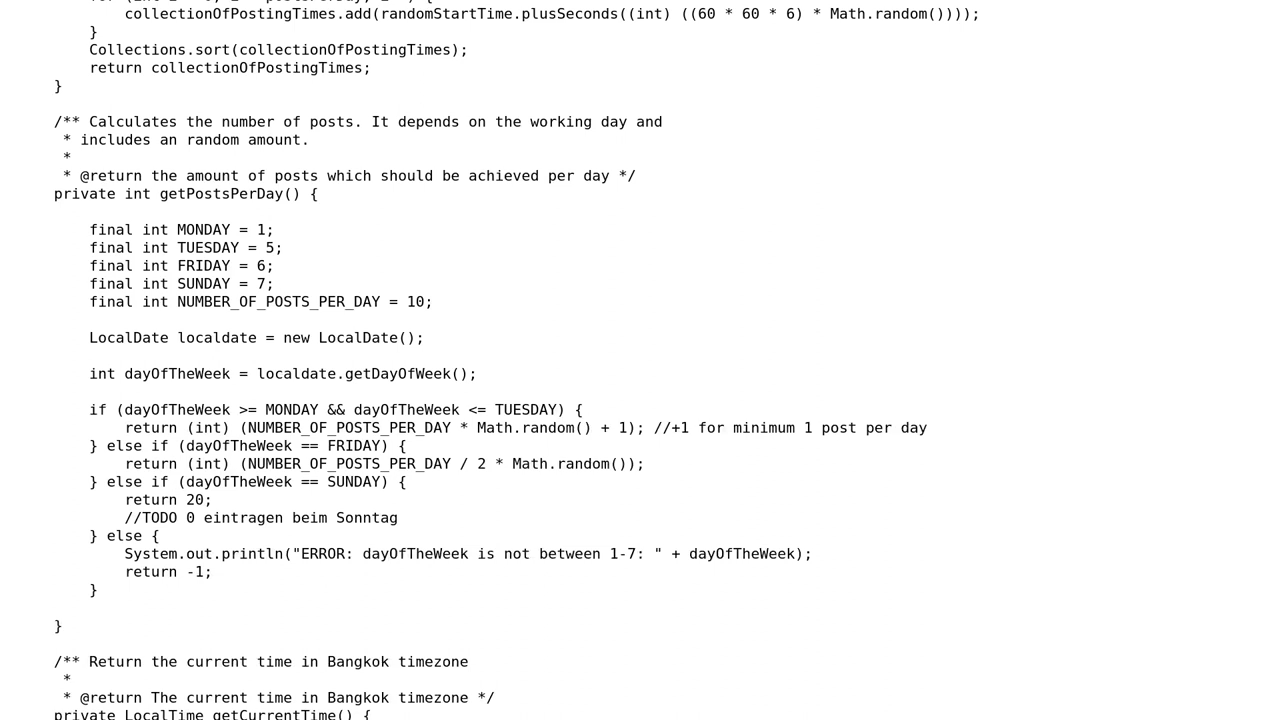 collectionOfPostingTimes.add(randomStartTime.plusSeconds((int) ((60 * 60 * 6) * Math.random())));
}
Collections.sort(collectionOfPostingTimes);
return collectionOfPostingTimes;
}
/** Calculates the number of posts. It depends on the working day and
* includes an random amount.
*
* @return the amount of posts which should be achieved per day */
private int getPostsPerDay() {
final int MONDAY = 1;
final int TUESDAY = 5;
final int FRIDAY = 6;
final int SUNDAY = 7;
final int NUMBER_OF_POSTS_PER_DAY = 10;
LocalDate localdate = new LocalDate();
int dayOfTheWeek = localdate.getDayOfWeek();
if (dayOfTheWeek >= MONDAY && dayOfTheWeek <= TUESDAY) {
return (int) (NUMBER_OF_POSTS_PER_DAY * Math.random() + 1); //+1 for minimum 1 post per day
} else if (dayOfTheWeek == FRIDAY) {
return (int) (NUMBER_OF_POSTS_PER_DAY / 2 * Math.random());
} else if (dayOfTheWeek == SUNDAY) {
return 20;
//TODO 0 eintragen beim Sonntag
} else {
System.out.println("ERROR: dayOfTheWeek is not between 1-7: " + dayOfTheWeek);
return -1;
}
}
/** Return the current time in Bangkok timezone
*
* @return The current time in Bangkok timezone */
private LocalTime getCurrentTime() {